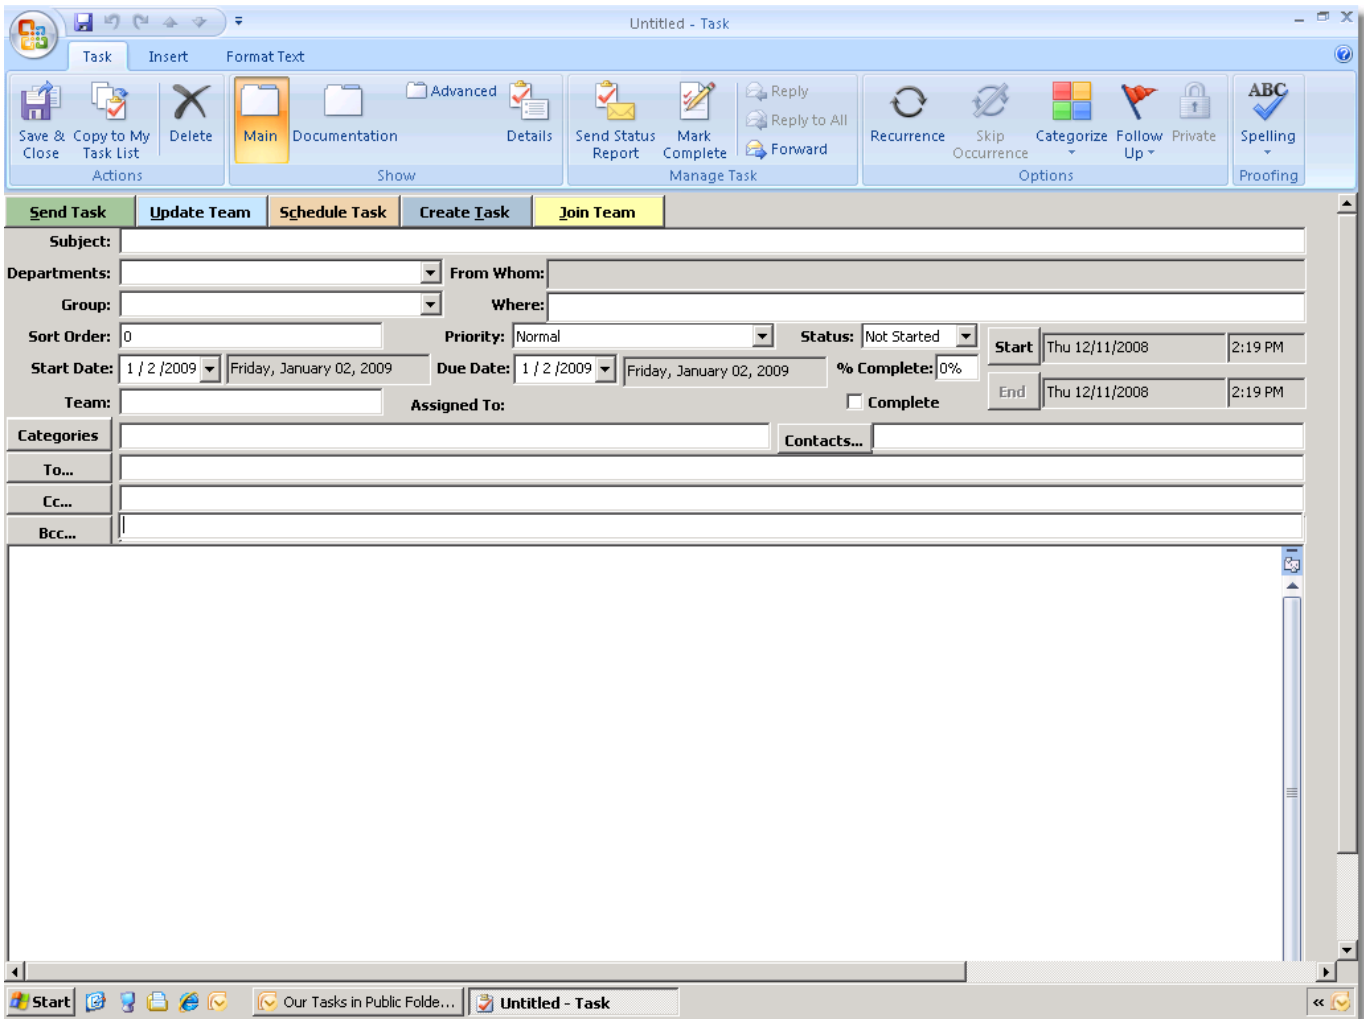 Untitled - Task
Task Insert Format Text
Save & Close
Copy to My Task List
Delete
Actions
Main
Documentation
Advanced
Details
Show
Send Status Report
Mark Complete
Reply
Reply to All
Forward
Manage Task
Recurrence
Skip Occurrence
Categorize
Follow Up
Private
Options
ABC
Spelling
Proofing
Send Task Update Team Schedule Task Create Task Join Team
Subject:
Departments: From Whom:
Group: Where:
Sort Order: 0 Priority: Normal Status: Not Started Start Thu 12/11/2008 2:19 PM
Start Date: 1 / 2 /2009 Friday, January 02, 2009 Due Date: 1 / 2 /2009 Friday, January 02, 2009 % Complete: 0%
Team: Assigned To: Complete End Thu 12/11/2008 2:19 PM
Categories Contacts...
To...
Cc...
Bcc...
Start Our Tasks in Public Folde... Untitled - Task «